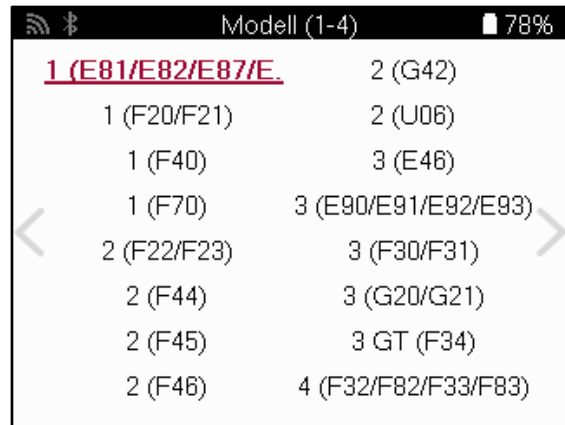 Modell (1-4) 78%
1 (E81/E82/E87/E.
1 (F20/F21)
1 (F40)
1 (F70)
2 (F22/F23)
2 (F44)
2 (F45)
2 (F46)
2 (G42)
2 (U06)
3 (E46)
3 (E90/E91/E92/E93)
3 (F30/F31)
3 (G20/G21)
3 GT (F34)
4 (F32/F82/F33/F83)